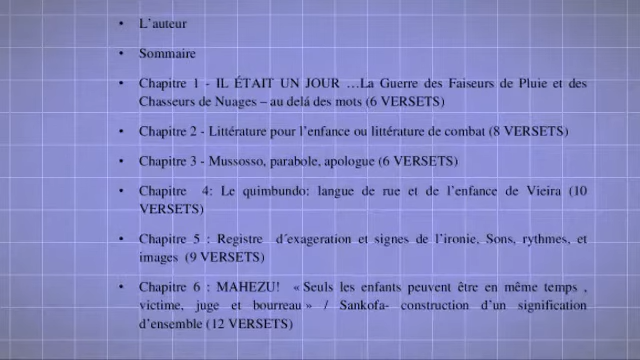 • L'auteur
• Sommaire
• Chapitre 1 - IL ÉTAIT UN JOUR …La Guerre des Faiseurs de Pluie et des
Chasseurs de Nuages – au delá des mots (6 VERSETS)
• Chapitre 2 - Littérature pour l'enfance ou littérature de combat (8 VERSETS)
• Chapitre 3 - Mussosso, parabole, apologue (6 VERSETS)
• Chapitre 4: Le quimbundo: langue de rue et de l'enfance de Vieira (10
VERSETS)
• Chapitre 5 : Registre d´exageration et signes de l'ironie, Sons, rythmes, et
images (9 VERSETS)
• Chapitre 6 : MAHEZU! «Seuls les enfants peuvent être en même temps ,
victime, juge et bourreau» / Sankofa- construction d'un signification
d'ensemble (12 VERSETS)